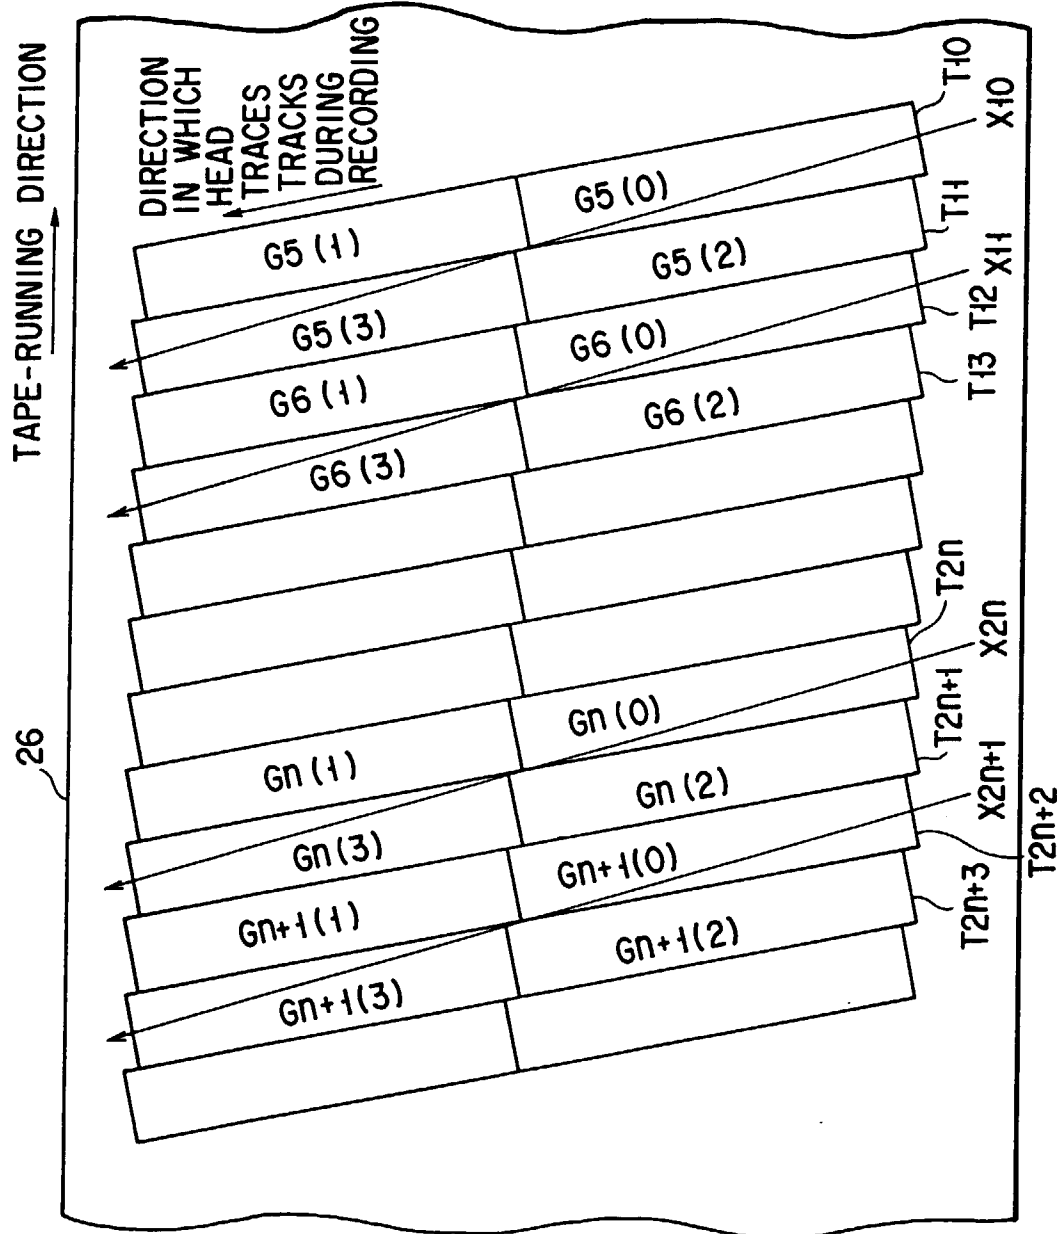 TAPE-RUNNING DIRECTION
DIRECTION
IN WHICH
HEAD
TRACES
TRACKS
DURING
RECORDING
26
G5(1)
G5(0)
T10
X10
G5(3)
G5(2)
T11
X11
G6(1)
G6(0)
T12
G6(3)
G6(2)
T13
Gn(1)
Gn(0)
T2n
X2n
Gn(3)
Gn(2)
T2n+1
X2n+1
Gn+1(1)
Gn+1(0)
T2n+2
Gn+1(3)
Gn+1(2)
T2n+3